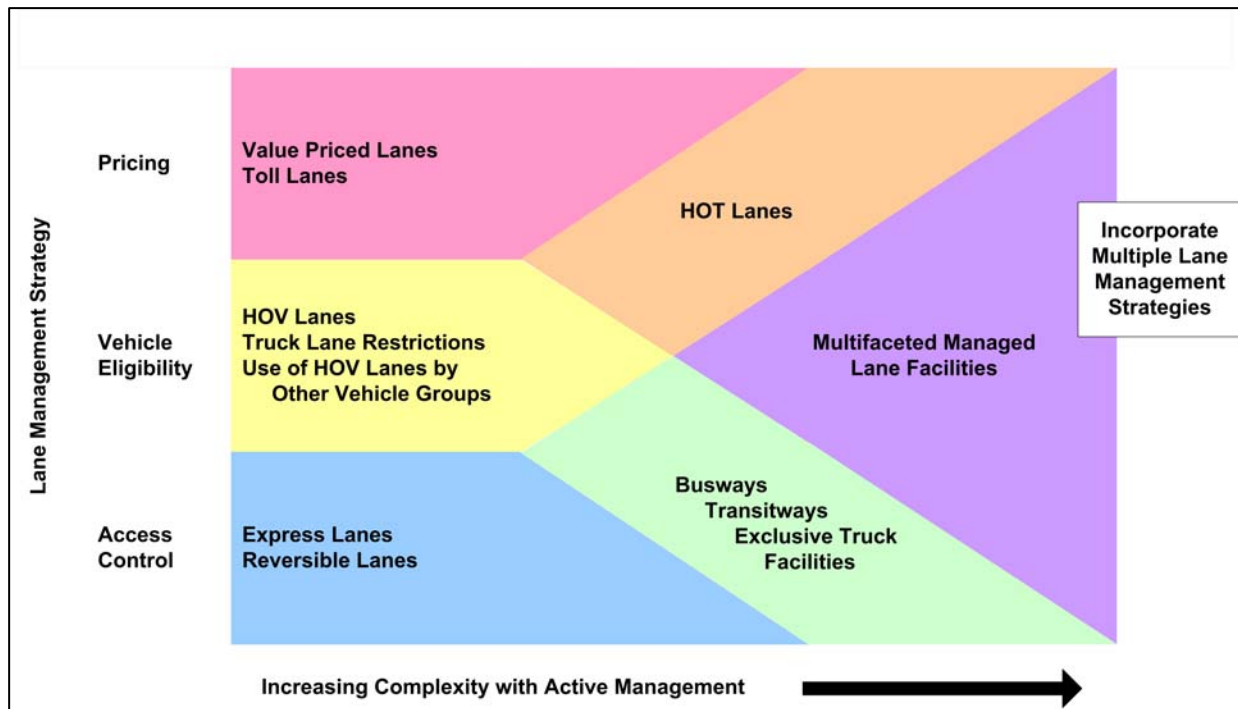 Lane Management Strategy
Pricing
Value Priced Lanes
Toll Lanes
HOT Lanes
Incorporate
Multiple Lane
Management
Strategies
Vehicle
Eligibility
HOV Lanes
Truck Lane Restrictions
Use of HOV Lanes by
Other Vehicle Groups
Multifaceted Managed
Lane Facilities
Access
Control
Express Lanes
Reversible Lanes
Busways
Transitways
Exclusive Truck
Facilities
Increasing Complexity with Active Management